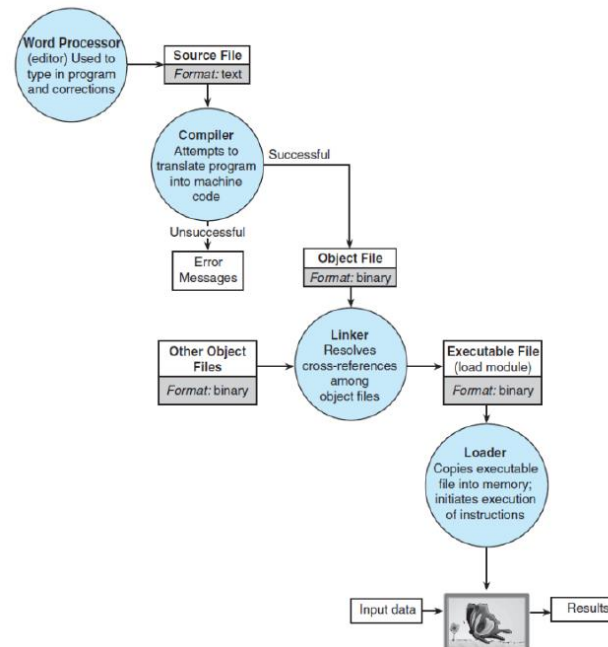 Word Processor
(editor) Used to
type in program
and corrections
Source File
Format: text
Compiler
Attempts to
translate program
into machine
code
Successful
Unsuccessful
Error
Messages
Object File
Format: binary
Other Object
Files
Format: binary
Linker
Resolves
cross-references
among
object files
Executable File
(load module)
Format: binary
Loader
Copies executable
file into memory;
initiates execution
of instructions
Input data
Results